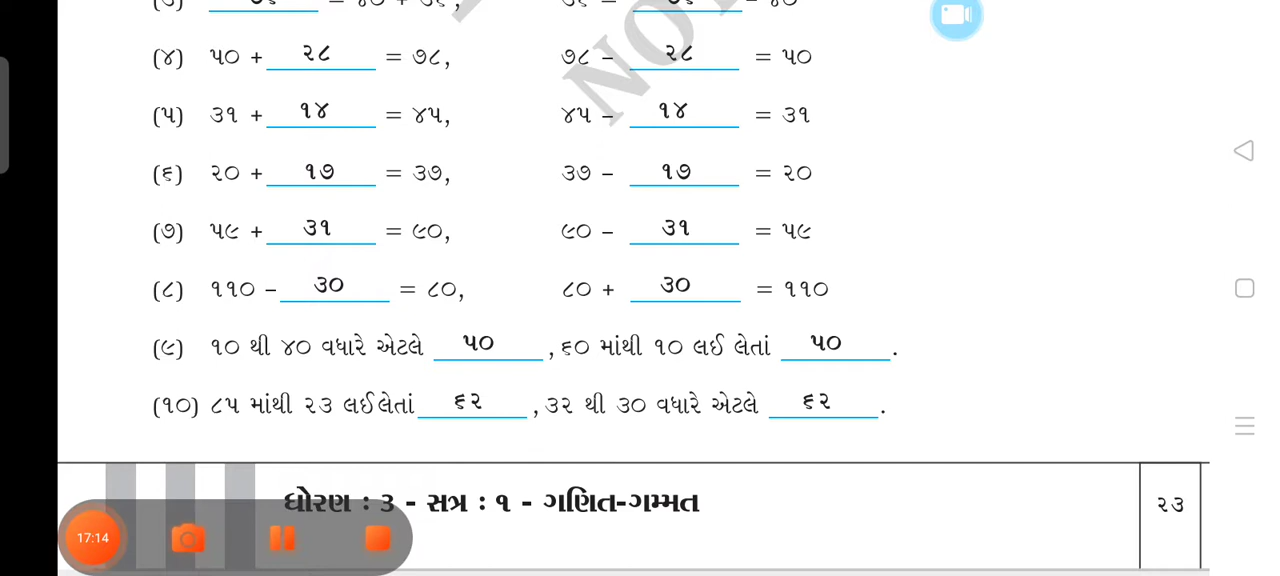 (૪) ૫૦ + ૨૮ = ૭૮, ૭૮ – ૨૮ = ૫૦
(૫) ૩૧ + ૧૪ = ૪૫, ૪૫ – ૧૪ = ૩૧
(૬) ૨૦ + ૧૭ = ૩૭, ૩૭ – ૧૭ = ૨૦
(૭) ૫૯ + ૩૧ = ૯૦, ૯૦ – ૩૧ = ૫૯
(૮) ૧૧૦ – ૩૦ = ૮૦, ૮૦ + ૩૦ = ૧૧૦
(૯) ૧૦ થી ૪૦ વધારે એટલે ૫૦, ૬૦ માંથી ૧૦ લઈ લેતાં ૫૦.
(૧૦) ૮૫ માંથી ૨૩ લઈલેતાં ૬૨, ૩૨ થી ૩૦ વધારે એટલે ૬૨.
ધોરણ : ૩ - સત્ર : ૧ - ગણિત-ગમ્મત ૨૩
17:14